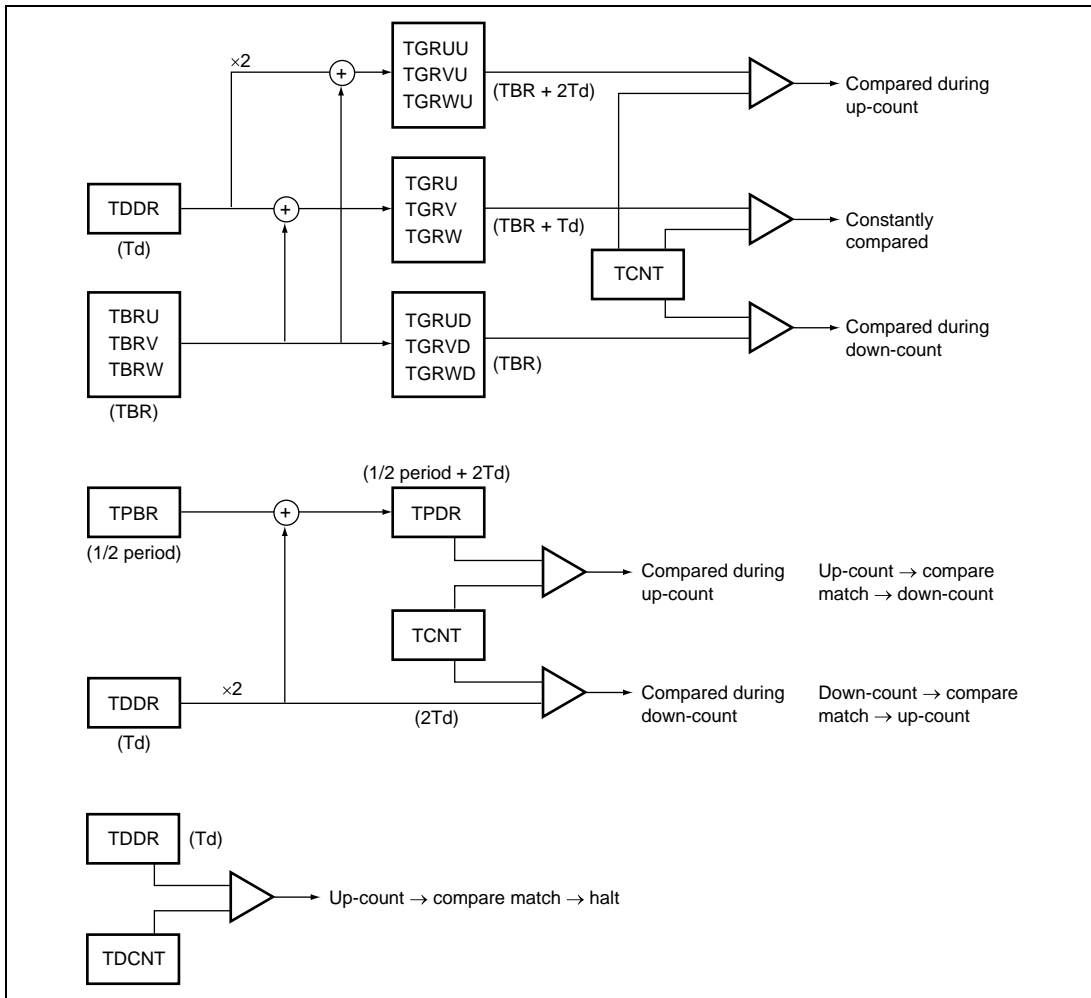 ×2
+
TGRUU
TGRVU
TGRWU
(TBR + 2Td)
Compared during
up-count
TDDR
(Td)
+
TGRU
TGRV
TGRW
(TBR + Td)
Constantly
compared
TCNT
TBRU
TBRV
TBRW
(TBR)
TGRUD
TGRVD
TGRWD
(TBR)
Compared during
down-count
TPBR
(1/2 period)
+
(1/2 period + 2Td)
TPDR
Compared during
up-count
Up-count → compare
match → down-count
TCNT
TDDR
(Td)
×2
(2Td)
Compared during
down-count
Down-count → compare
match → up-count
TDDR
(Td)
Up-count → compare match → halt
TDCNT